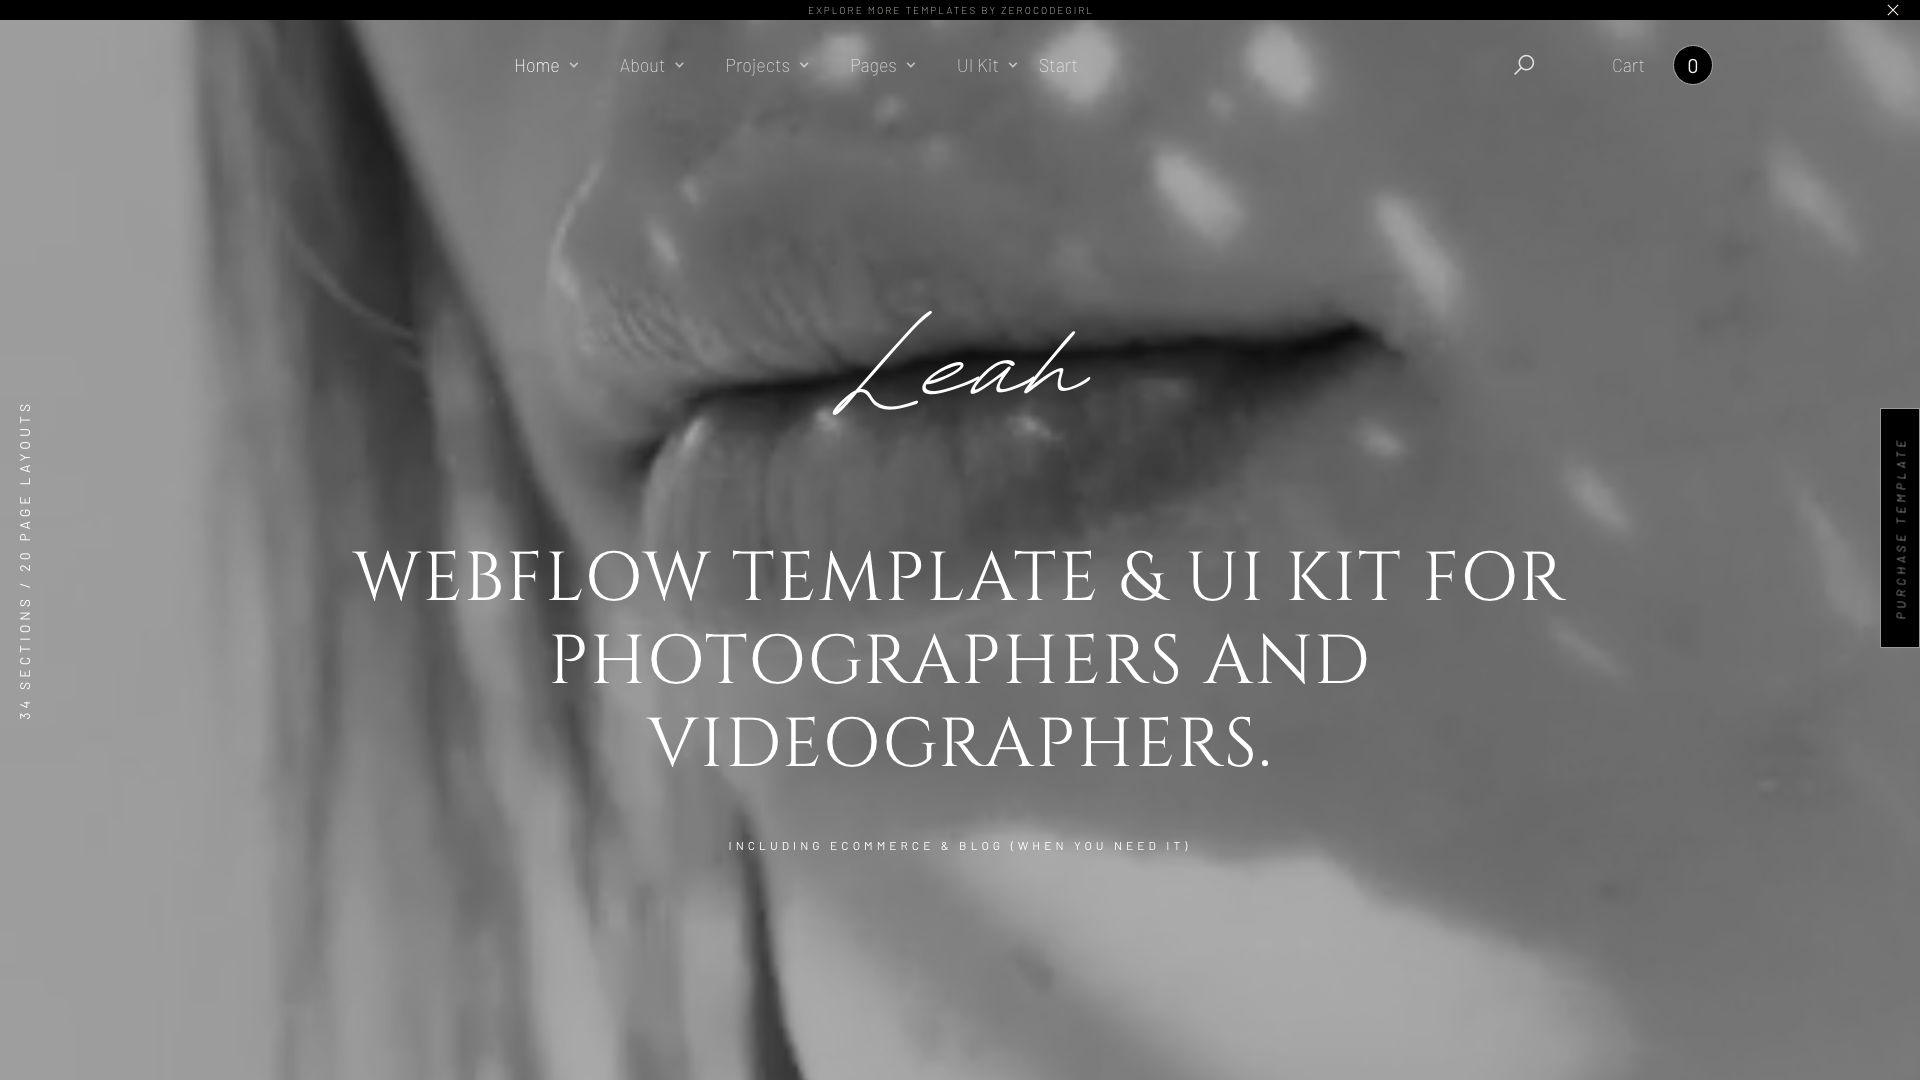 EXPLORE MORE TEMPLATES BY ZEROCODEGIRL
Home About Projects Pages UI Kit Start Cart 0
Leah
34 SECTIONS / 20 PAGE LAYOUTS
PURCHASE TEMPLATE
WEBFLOW TEMPLATE & UI KIT FOR
PHOTOGRAPHERS AND
VIDEOGRAPHERS.
INCLUDING ECOMMERCE & BLOG (WHEN YOU NEED IT)